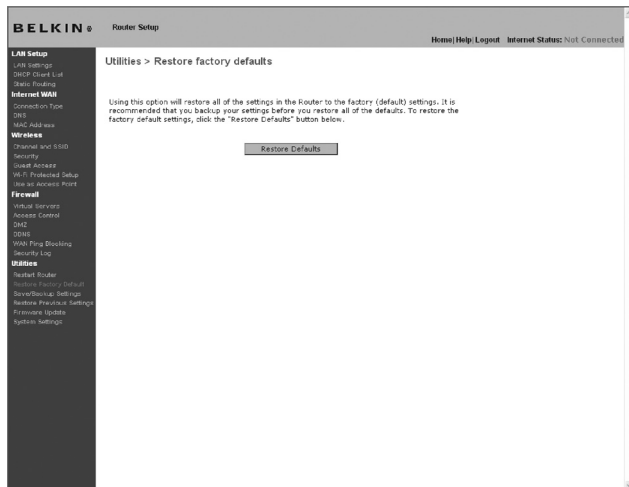 BELKIN
Router Setup
Home|Help|Logout Internet Status: Not Connected
LAN Setup
LAN Settings
DHCP Client List
Static Routing
Internet WAN
Connection Type
DNS
MAC Address
Wireless
Channel and SSID
Security
Guest Access
Wi-Fi Protected Setup
Use as Access Point
Firewall
Virtual Servers
Access Control
DMZ
DDNS
WAN Ping Blocking
Security Log
Utilities
Restart Router
Restore Factory Default
Save/Backup Settings
Restore Previous Settings
Firmware Update
System Settings
Utilities > Restore factory defaults
Using this option will restore all of the settings in the Router to the factory (default) settings. It is
recommended that you backup your settings before you restore all of the defaults. To restore the
factory default settings, click the "Restore Defaults" button below.
Restore Defaults